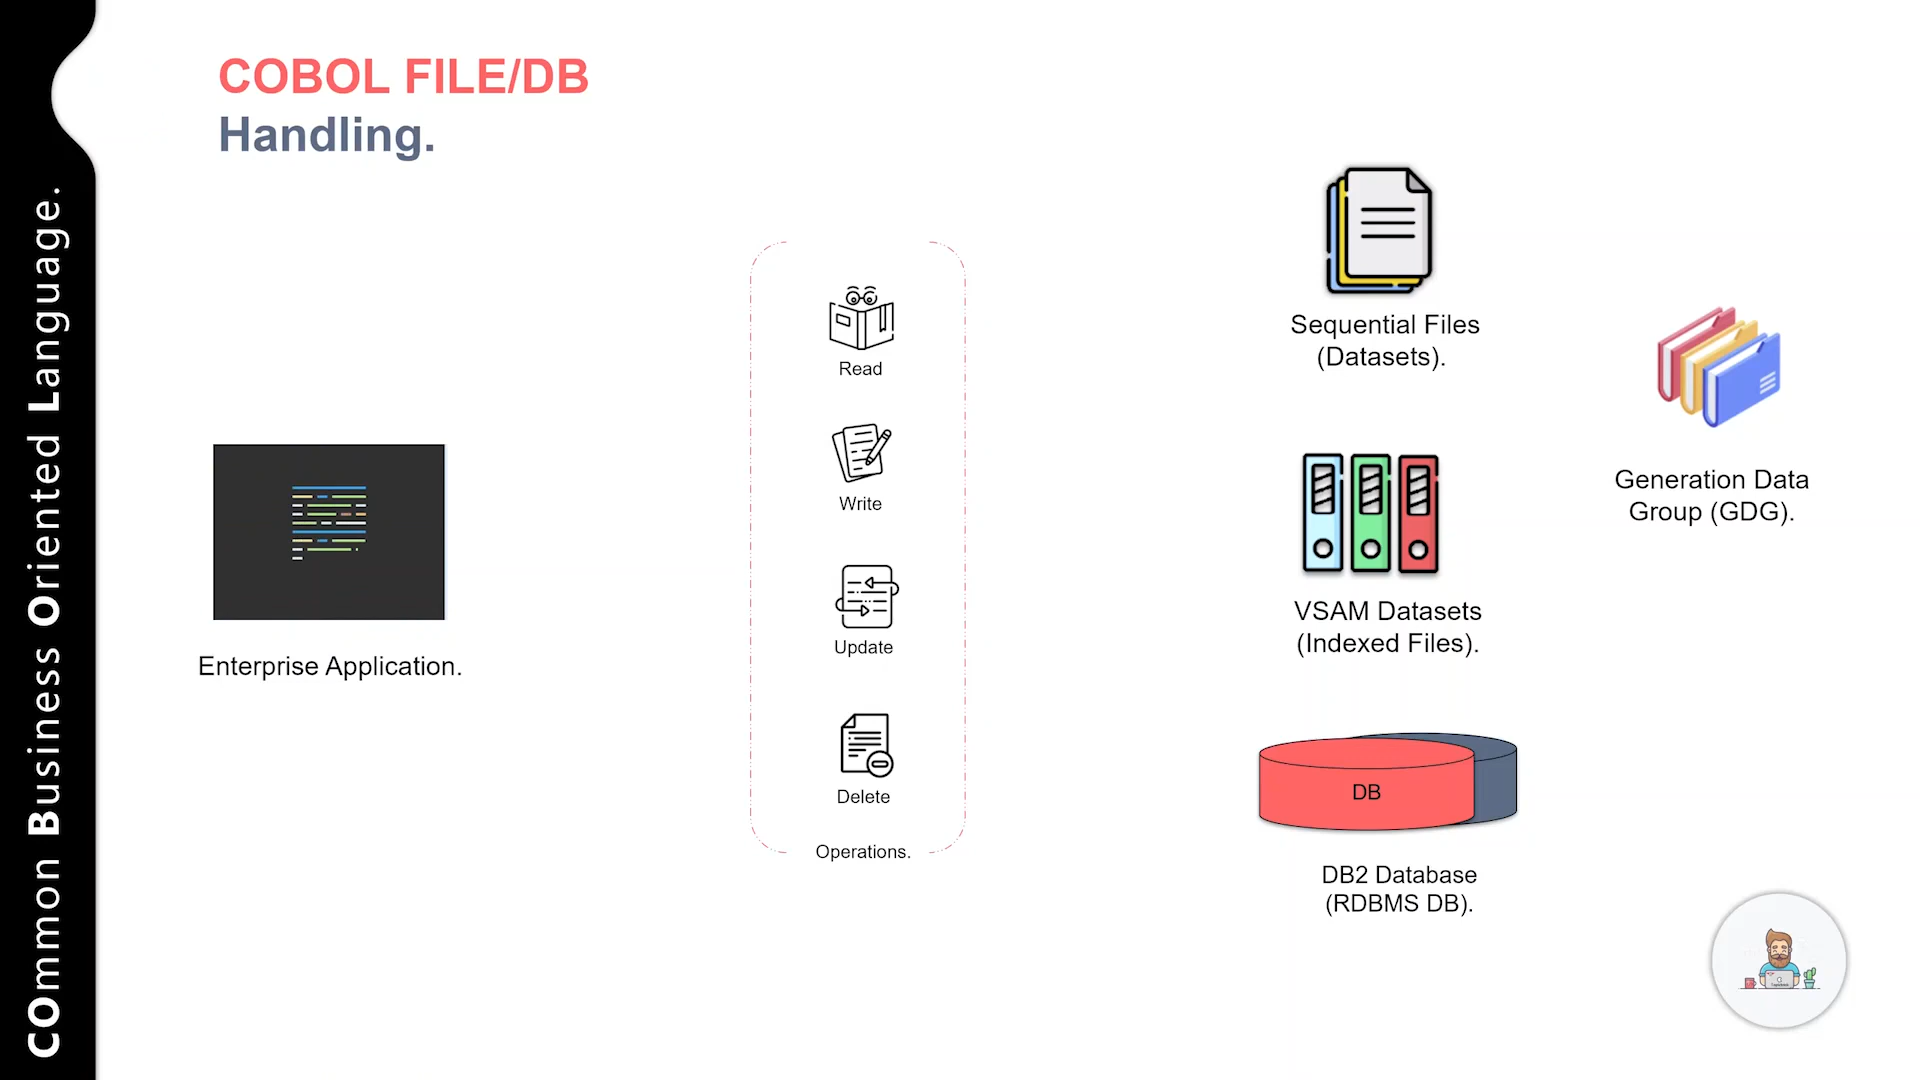 COBOL FILE/DB
Handling.
COmmon Business Oriented Language.
Enterprise Application.
Read
Write
Update
Delete
Operations.
Sequential Files
(Datasets).
VSAM Datasets
(Indexed Files).
DB
DB2 Database
(RDBMS DB).
Generation Data
Group (GDG).